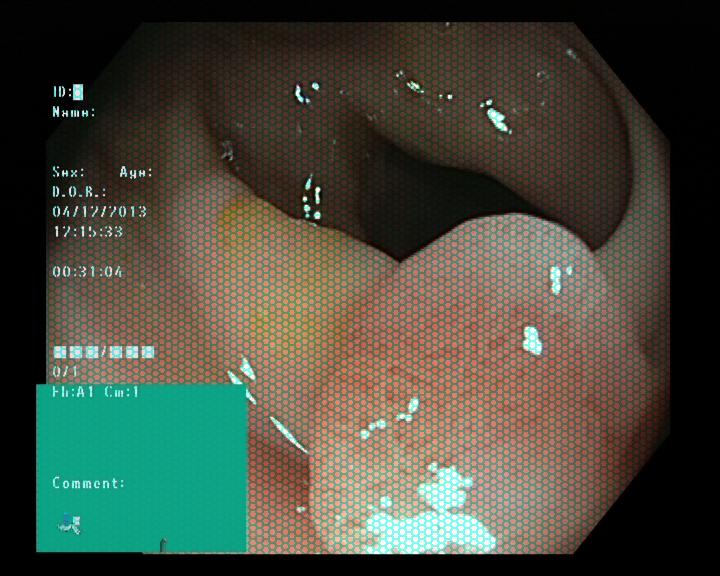 ID:
Name:
Sex: Age:
D.O.B.:
04/12/2013
12:15:33
00:31:04
/
0/1
Eh:A1 Cm:1
Comment: